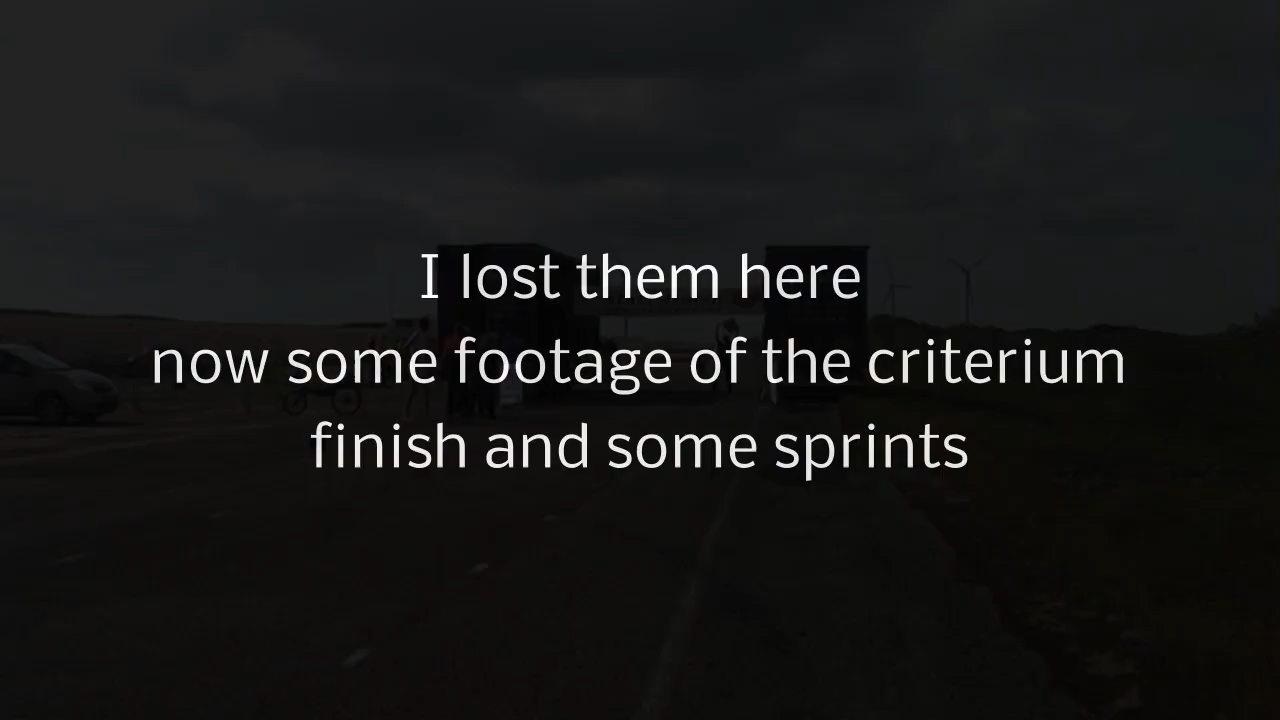 I lost them here
now some footage of the criterium
finish and some sprints